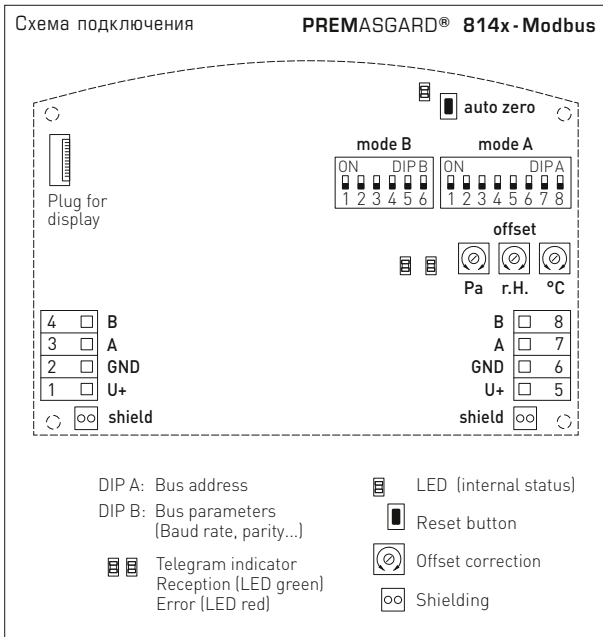 Схема подключения
PREMASGARD® 814x - Modbus
auto zero
mode B
mode A
ON DIP B
ON DIP A
1 2 3 4 5 6
1 2 3 4 5 6 7 8
Plug for
display
offset
Pa r.H. °C
4 B
3 A
2 GND
1 U+
shield
B 8
A 7
GND 6
U+ 5
shield
DIP A: Bus address
DIP B: Bus parameters
(Baud rate, parity...)
Telegram indicator
Reception (LED green)
Error (LED red)
LED (internal status)
Reset button
Offset correction
Shielding